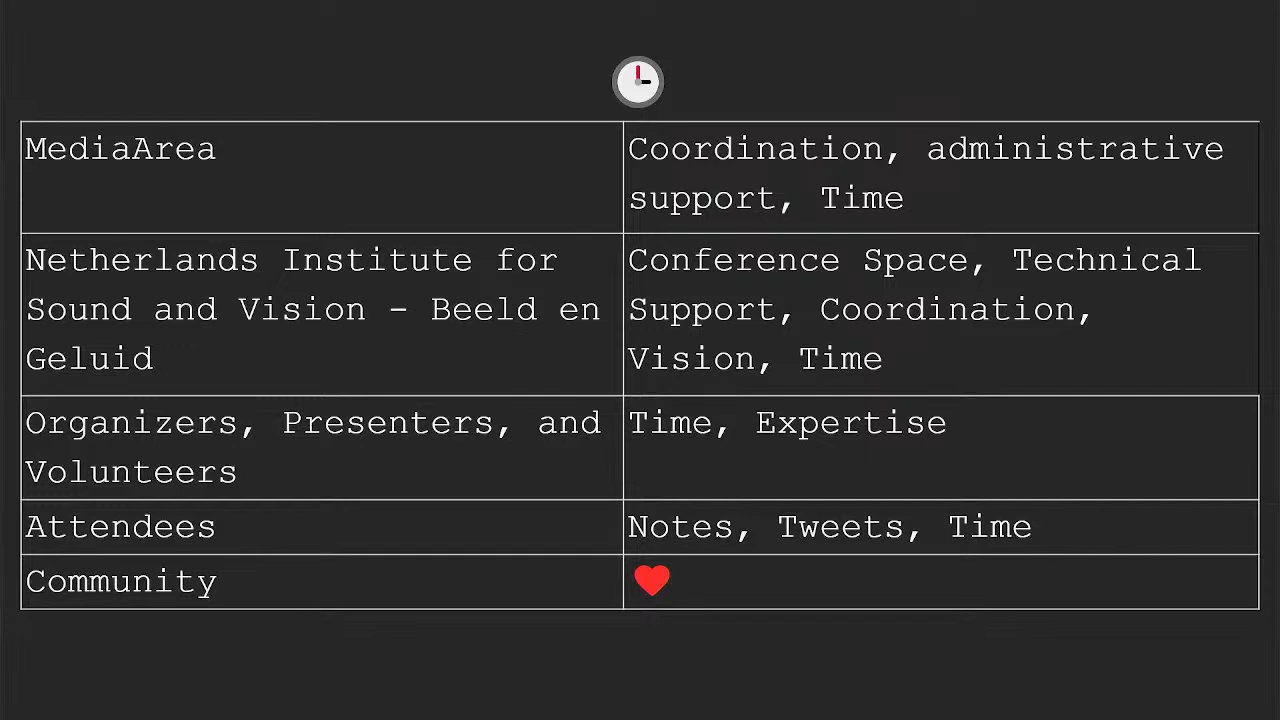 MediaArea
Coordination, administrative
support, Time
Netherlands Institute for
Sound and Vision - Beeld en
Geluid
Conference Space, Technical
Support, Coordination,
Vision, Time
Organizers, Presenters, and
Volunteers
Time, Expertise
Attendees
Notes, Tweets, Time
Community